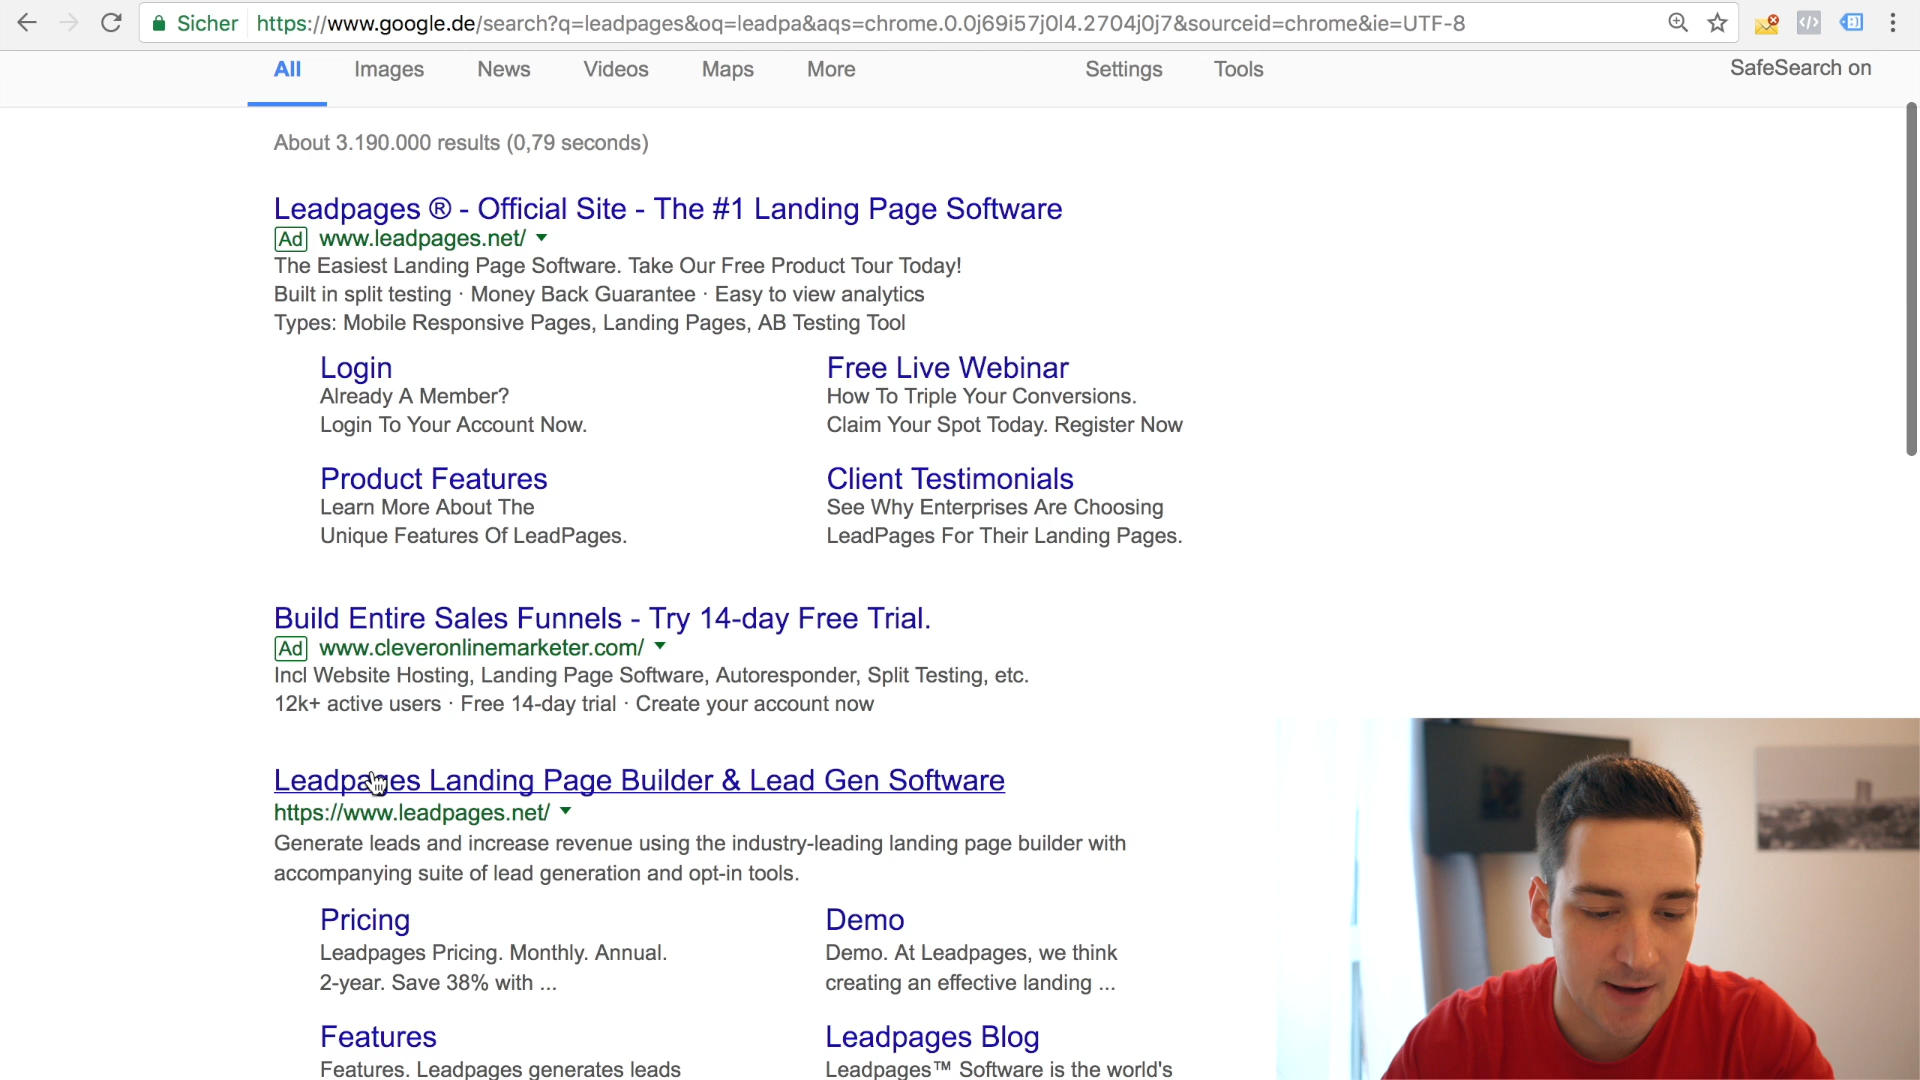 Sicher https://www.google.de/search?q=leadpages&oq=leadpa&aqs=chrome.0.0j69i57j0l4.2704j0j7&sourceid=chrome&ie=UTF-8
All Images News Videos Maps More Settings Tools SafeSearch on
About 3.190.000 results (0,79 seconds)
Leadpages ® - Official Site - The #1 Landing Page Software
Ad www.leadpages.net/
The Easiest Landing Page Software. Take Our Free Product Tour Today!
Built in split testing · Money Back Guarantee · Easy to view analytics
Types: Mobile Responsive Pages, Landing Pages, AB Testing Tool
Login
Already A Member?
Login To Your Account Now.
Free Live Webinar
How To Triple Your Conversions.
Claim Your Spot Today. Register Now
Product Features
Learn More About The
Unique Features Of LeadPages.
Client Testimonials
See Why Enterprises Are Choosing
LeadPages For Their Landing Pages.
Build Entire Sales Funnels - Try 14-day Free Trial.
Ad www.cleveronlinemarketer.com/
Incl Website Hosting, Landing Page Software, Autoresponder, Split Testing, etc.
12k+ active users · Free 14-day trial · Create your account now
Leadpages Landing Page Builder & Lead Gen Software
https://www.leadpages.net/
Generate leads and increase revenue using the industry-leading landing page builder with
accompanying suite of lead generation and opt-in tools.
Pricing
Leadpages Pricing. Monthly. Annual.
2-year. Save 38% with ...
Demo
Demo. At Leadpages, we think
creating an effective landing ...
Features
Features. Leadpages generates leads
Leadpages Blog
Leadpages™ Software is the world's